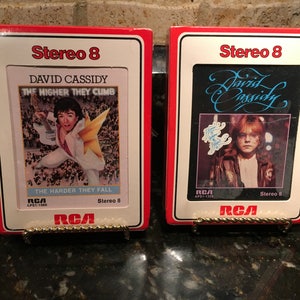 Stereo 8
DAVID CASSIDY
THE HIGHER THEY CLIMB
THE HARDER THEY FALL
RCA
Stereo 8
RCA
Stereo 8
David
Cassidy
RCA
Stereo 8
RCA